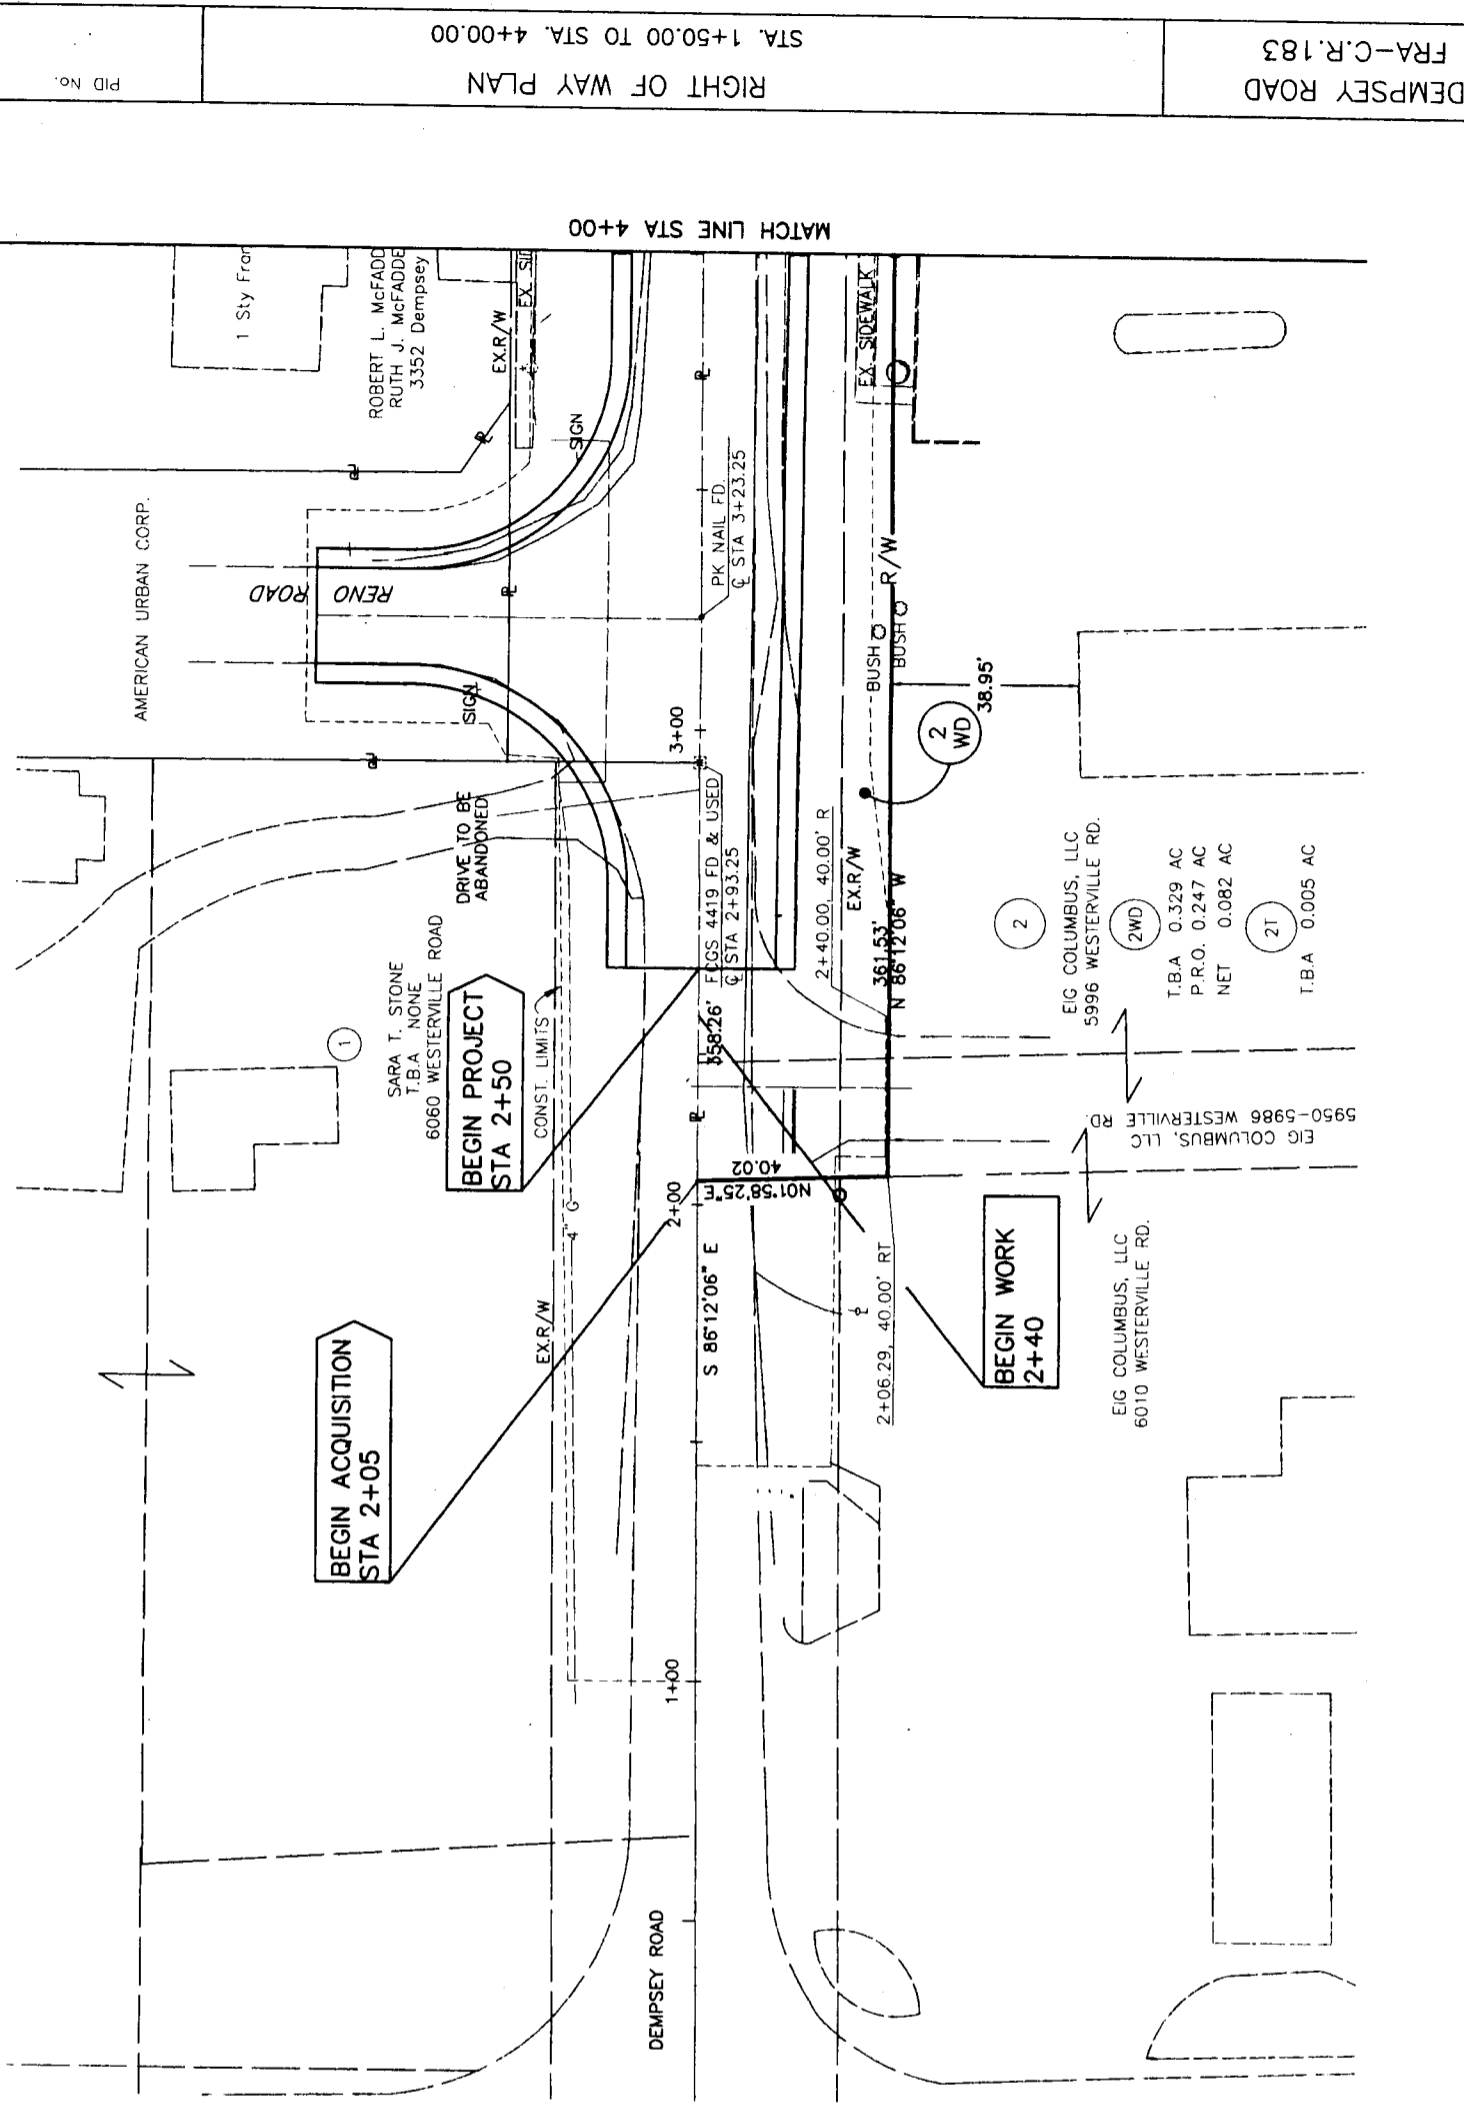 DEMPSEY ROAD
FRA-C.R.183
RIGHT OF WAY PLAN
STA. 1+50.00 TO STA. 4+00.00
PID No.
MATCH LINE STA 4+00
1 Sty Fran
ROBERT L. McFADD
RUTH J. McFADDE
3352 Dempsey
EX.R/W
EX. SID
SIGN
AMERICAN URBAN CORP.
RENO ROAD
SIGN
PK NAIL FD.
℄ STA 3+23.25
EX. SIDEWALK
R/W
BUSH
BUSH
38.95'
2
WD
3+00
DRIVE TO BE
ABANDONED
FCGS 4419 FD & USED
℄ STA 2+93.25
2+40.00, 40.00' R
EX.R/W
361.53'
N 86°12'06" W
358.26'
1
SARA T. STONE
T.B.A. NONE
6060 WESTERVILLE ROAD
BEGIN PROJECT
STA 2+50
CONST. LIMITS
2
EIG COLUMBUS, LLC
5996 WESTERVILLE RD.
2WD
T.B.A 0.329 AC
P.R.O. 0.247 AC
NET 0.082 AC
2T
T.B.A 0.005 AC
EIG COLUMBUS, LLC
5950-5986 WESTERVILLE RD.
40.02
N01°58'25"E
2+00
4" G
S 86°12'06" E
EX.R/W
2+06.29, 40.00' RT
BEGIN ACQUISITION
STA 2+05
BEGIN WORK
2+40
EIG COLUMBUS, LLC
6010 WESTERVILLE RD.
1+00
DEMPSEY ROAD